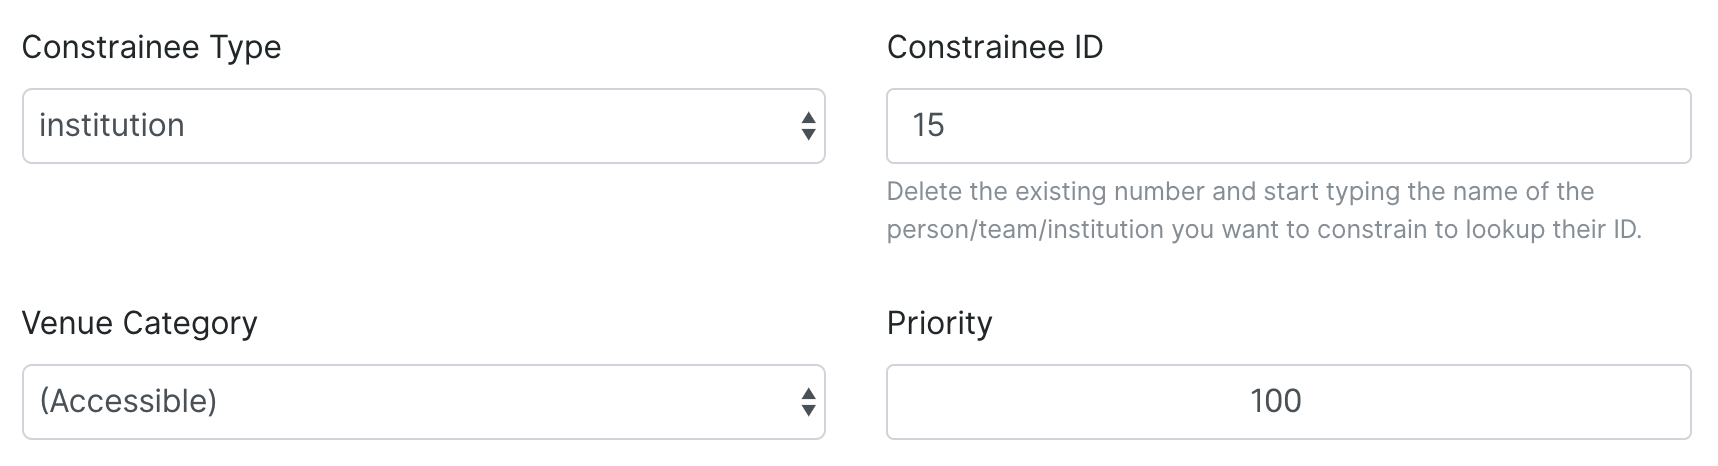 Constrainee Type
Constrainee ID
institution
15
Delete the existing number and start typing the name of the
person/team/institution you want to constrain to lookup their ID.
Venue Category
Priority
(Accessible)
100